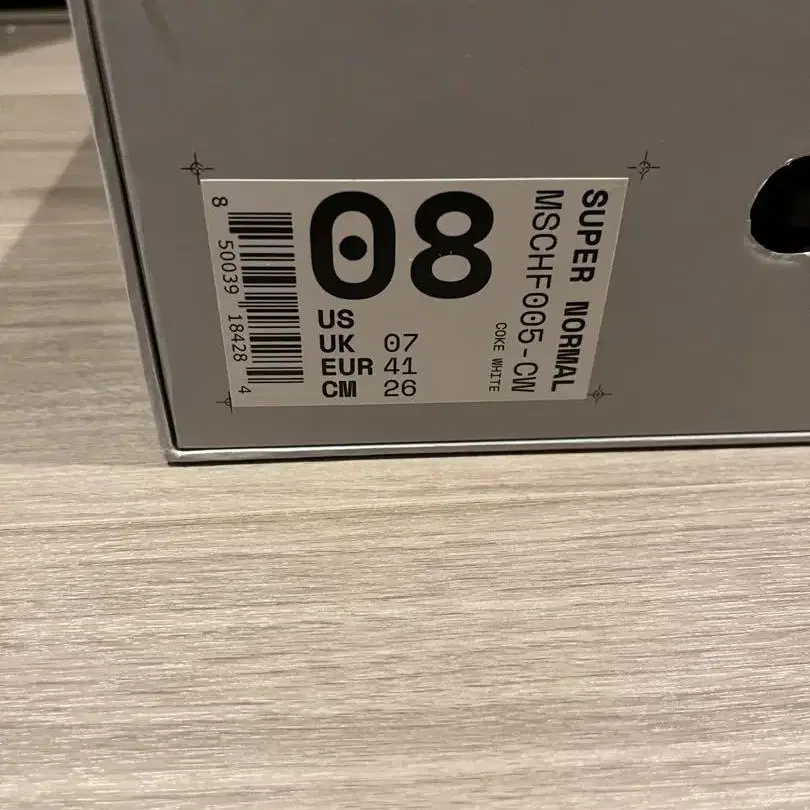 08
US
UK 07
EUR 41
CM 26
SUPER NORMAL
MSCHF005-CW
COKE WHITE
8 50039 18428 4